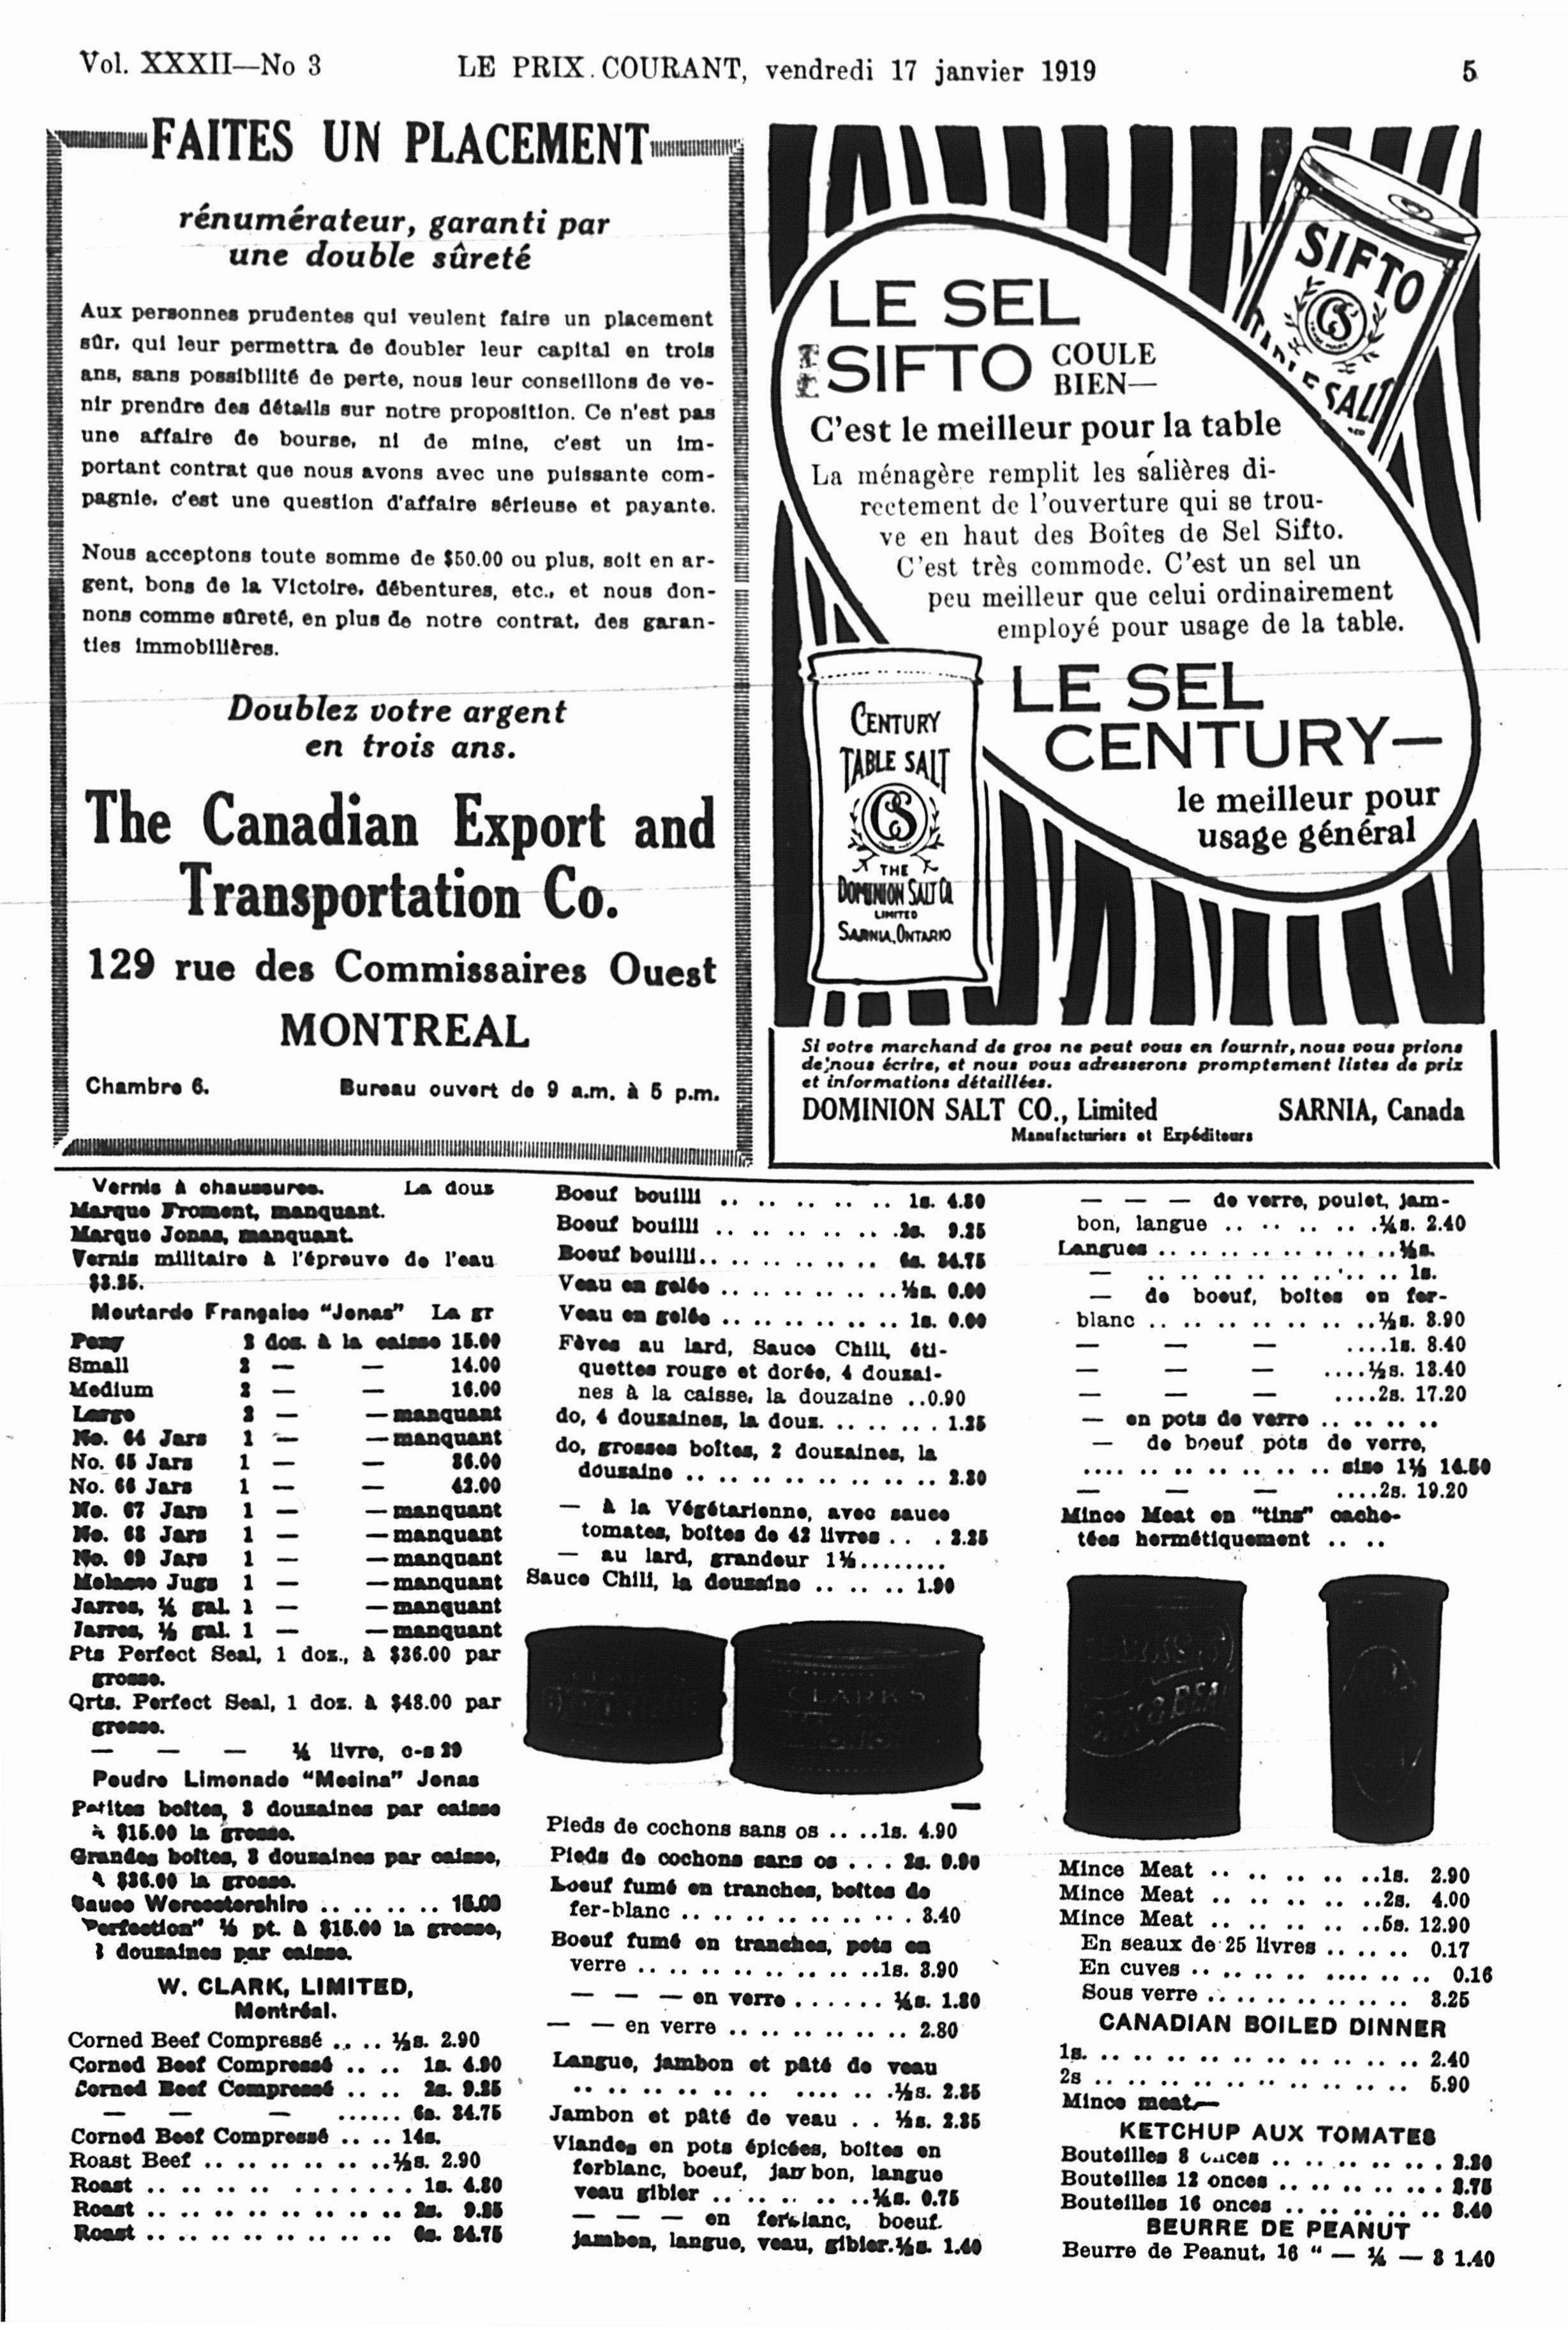 Vol. XXXII—No 3 LE PRIX COURANT, vendredi 17 janvier 1919 5
FAITES UN PLACEMENT
rénumérateur, garanti par
une double sûreté
Aux personnes prudentes qui veulent faire un placement
sûr, qui leur permettra de doubler leur capital en trois
ans, sans possibilité de perte, nous leur conseillons de ve-
nir prendre des détails sur notre proposition. Ce n'est pas
une affaire de bourse, ni de mine, c'est un im-
portant contrat que nous avons avec une puissante com-
pagnie, c'est une question d'affaire sérieuse et payante.
Nous acceptons toute somme de $50.00 ou plus, soit en ar-
gent, bons de la Victoire, débentures, etc., et nous don-
nons comme sûreté, en plus de notre contrat, des garan-
ties immobilières.
Doublez votre argent
en trois ans.
The Canadian Export and
Transportation Co.
129 rue des Commissaires Ouest
MONTREAL
Chambre 6. Bureau ouvert de 9 a.m. à 5 p.m.
SIFTO
CS
TABLE SALT
LE SEL
SIFTO COULE
BIEN—
C'est le meilleur pour la table
La ménagère remplit les salières di-
rectement de l'ouverture qui se trou-
ve en haut des Boîtes de Sel Sifto.
C'est très commode. C'est un sel un
peu meilleur que celui ordinairement
employé pour usage de la table.
CENTURY
TABLE SALT
CS
THE
DOMINION SALT CO.
LIMITED
SARNIA, ONTARIO
LE SEL
CENTURY—
le meilleur pour
usage général
Si votre marchand de gros ne peut vous en fournir, nous vous prions
de nous écrire, et nous vous adresserons promptement listes de prix
et informations détaillées.
DOMINION SALT CO., Limited SARNIA, Canada
Manufacturiers et Expéditeurs
Vernis à chaussures. La douz
Marque Froment, manquant.
Marque Jonas, manquant.
Vernis militaire à l'épreuve de l'eau
$3.25.
Moutarde Française "Jonas" La gr
Pony 2 doz. à la caisse 15.00
Small 2 — — 14.00
Medium 2 — — 16.00
Large 2 — — manquant
No. 64 Jars 1 — — manquant
No. 65 Jars 1 — — 36.00
No. 66 Jars 1 — — 42.00
No. 67 Jars 1 — — manquant
No. 68 Jars 1 — — manquant
No. 69 Jars 1 — — manquant
Molasse Jugs 1 — — manquant
Jarres, ¼ gal. 1 — — manquant
Jarres, ½ gal. 1 — — manquant
Pts Perfect Seal, 1 doz., à $36.00 par
grosse.
Qrts. Perfect Seal, 1 doz. à $48.00 par
grosse.
— — — ¼ livre, c-s 29
Poudre Limonade "Mesina" Jonas
Petites boîtes, 3 douzaines par caisse
à $15.00 la grosse.
Grandes boîtes, 3 douzaines par caisse,
à $36.00 la grosse.
Sauce Worcestershire .. .. .. .. 15.00
"Perfection" ½ pt. à $15.00 la grosse,
3 douzaines par caisse.
W. CLARK, LIMITED,
Montréal.
Corned Beef Compressé .. .. ½s. 2.90
Corned Beef Compressé .. .. 1s. 4.90
Corned Beef Compressé .. .. 2s. 9.25
— — — ...... 6s. 34.75
Corned Beef Compressé .. .. 14s.
Roast Beef .. .. .. .. .. ..½s. 2.90
Roast .. .. .. .. 1s. 4.80
Roast .. .. .. .. 2s. 9.25
Roast .. .. .. .. 6s. 34.75
Boeuf bouilli .. .. .. .. .. .. 1s. 4.80
Boeuf bouilli .. .. .. .. .. .2s. 9.25
Boeuf bouilli.. .. .. .. .. .. 6s. 34.75
Veau en gelée .. .. .. .. .. ..½s. 0.00
Veau en gelée .. .. .. .. .. .. 1s. 0.00
Fèves au lard, Sauce Chili, éti-
quettes rouge et dorée, 4 douzai-
nes à la caisse, la douzaine ..0.90
do, 4 douzaines, la douz. .. .. .. 1.25
do, grosses boîtes, 2 douzaines, la
douzaine .. .. .. .. .. .. .. 2.20
— à la Végétarienne, avec sauce
tomates, boîtes de 42 livres .. . 2.25
— au lard, grandeur 1½........
Sauce Chili, la douzaine .. .. .. 1.90
CLARK'S
Pieds de cochons sans os .. ..1s. 4.90
Pieds de cochons sans os .. . 2s. 9.90
Boeuf fumé en tranches, boîtes de
fer-blanc .. .. .. .. .. .. .. 3.40
Boeuf fumé en tranches, pots en
verre .. .. .. .. .. .. ..1s. 3.90
— — — en verre ...... ¼s. 1.80
— — en verre .. .. .. .. .. 2.80
Langue, jambon et pâté de veau
.. .. .. .. .. .. .. .½s. 2.35
Jambon et pâté de veau .. ½s. 2.35
Viandes en pots épicées, boîtes en
ferblanc, boeuf, jambon, langue
veau gibier .. .. .. .. ..¼s. 0.75
— — — en ferblanc, boeuf.
jambon, langue, veau, gibier.½s. 1.40
— — — de verre, poulet, jam-
bon, langue .. .. .. .. .¼s. 2.40
Langues .. .. .. .. .. .. ..½s.
— .. .. .. .. .. .. .. 1s.
— de boeuf, boîtes en fer-
blanc .. .. .. .. .. .. ..½s. 3.90
— — — ....1s. 8.40
— — — ....½s. 13.40
— — — ....2s. 17.20
— en pots de verre .. .. .. ..
— de boeuf pots de verre,
.... .. .. .. .. .. .. size 1½ 14.50
— — — ....2s. 19.20
Mince Meat en "tins" cache-
tées hermétiquement .. ..
Mince Meat .. .. .. .. ..1s. 2.90
Mince Meat .. .. .. .. ..2s. 4.00
Mince Meat .. .. .. .. ..5s. 12.90
En seaux de 25 livres .. .. .. 0.17
En cuves .. .. .. .. .... .. .. 0.16
Sous verre .. .. .. .. .. .. 3.25
CANADIAN BOILED DINNER
1s. .. .. .. .. .. .. .. .. 2.40
2s .. .. .. .. .. .. .. .. 5.90
Mince meat.—
KETCHUP AUX TOMATES
Bouteilles 8 onces .. .. .. .. .. 2.20
Bouteilles 12 onces .. .. .. .. .. 2.75
Bouteilles 16 onces .. .. .. .. .. 3.40
BEURRE DE PEANUT
Beurre de Peanut, 16 " — ¼ — 8 1.40